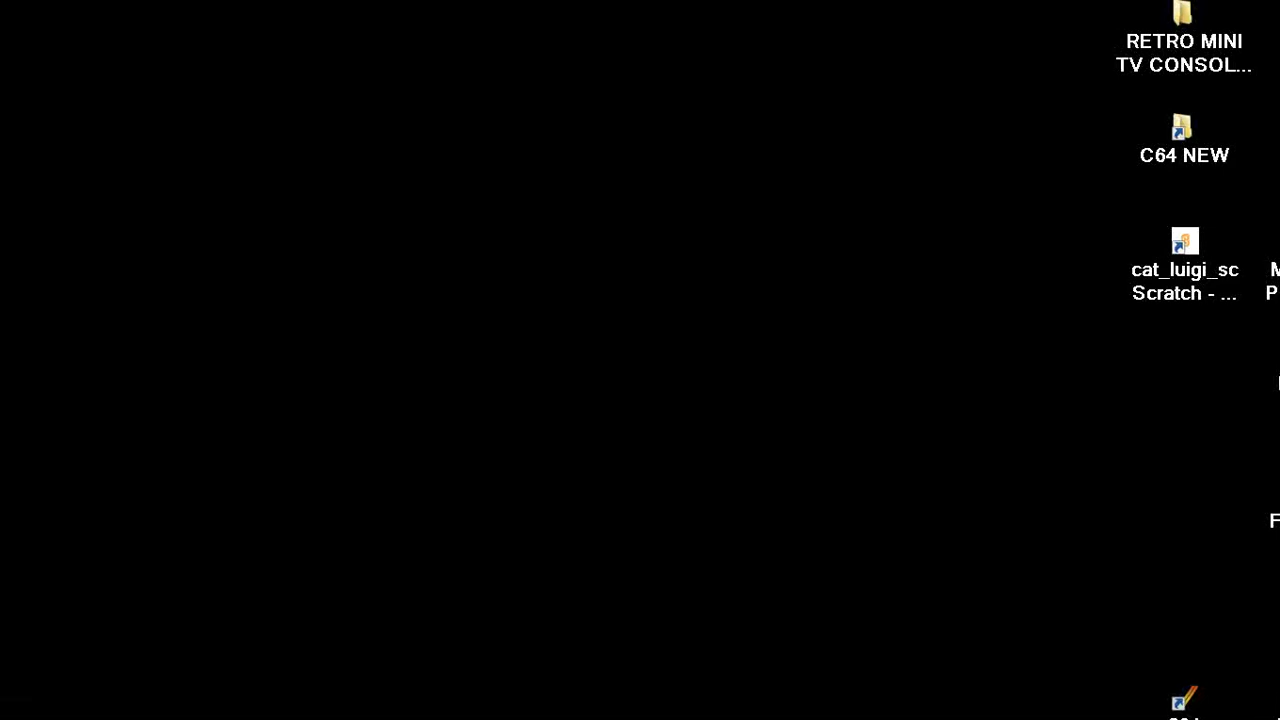 RETRO MINI
TV CONSOL...
C64 NEW
cat_luigi_sc
Scratch - ...